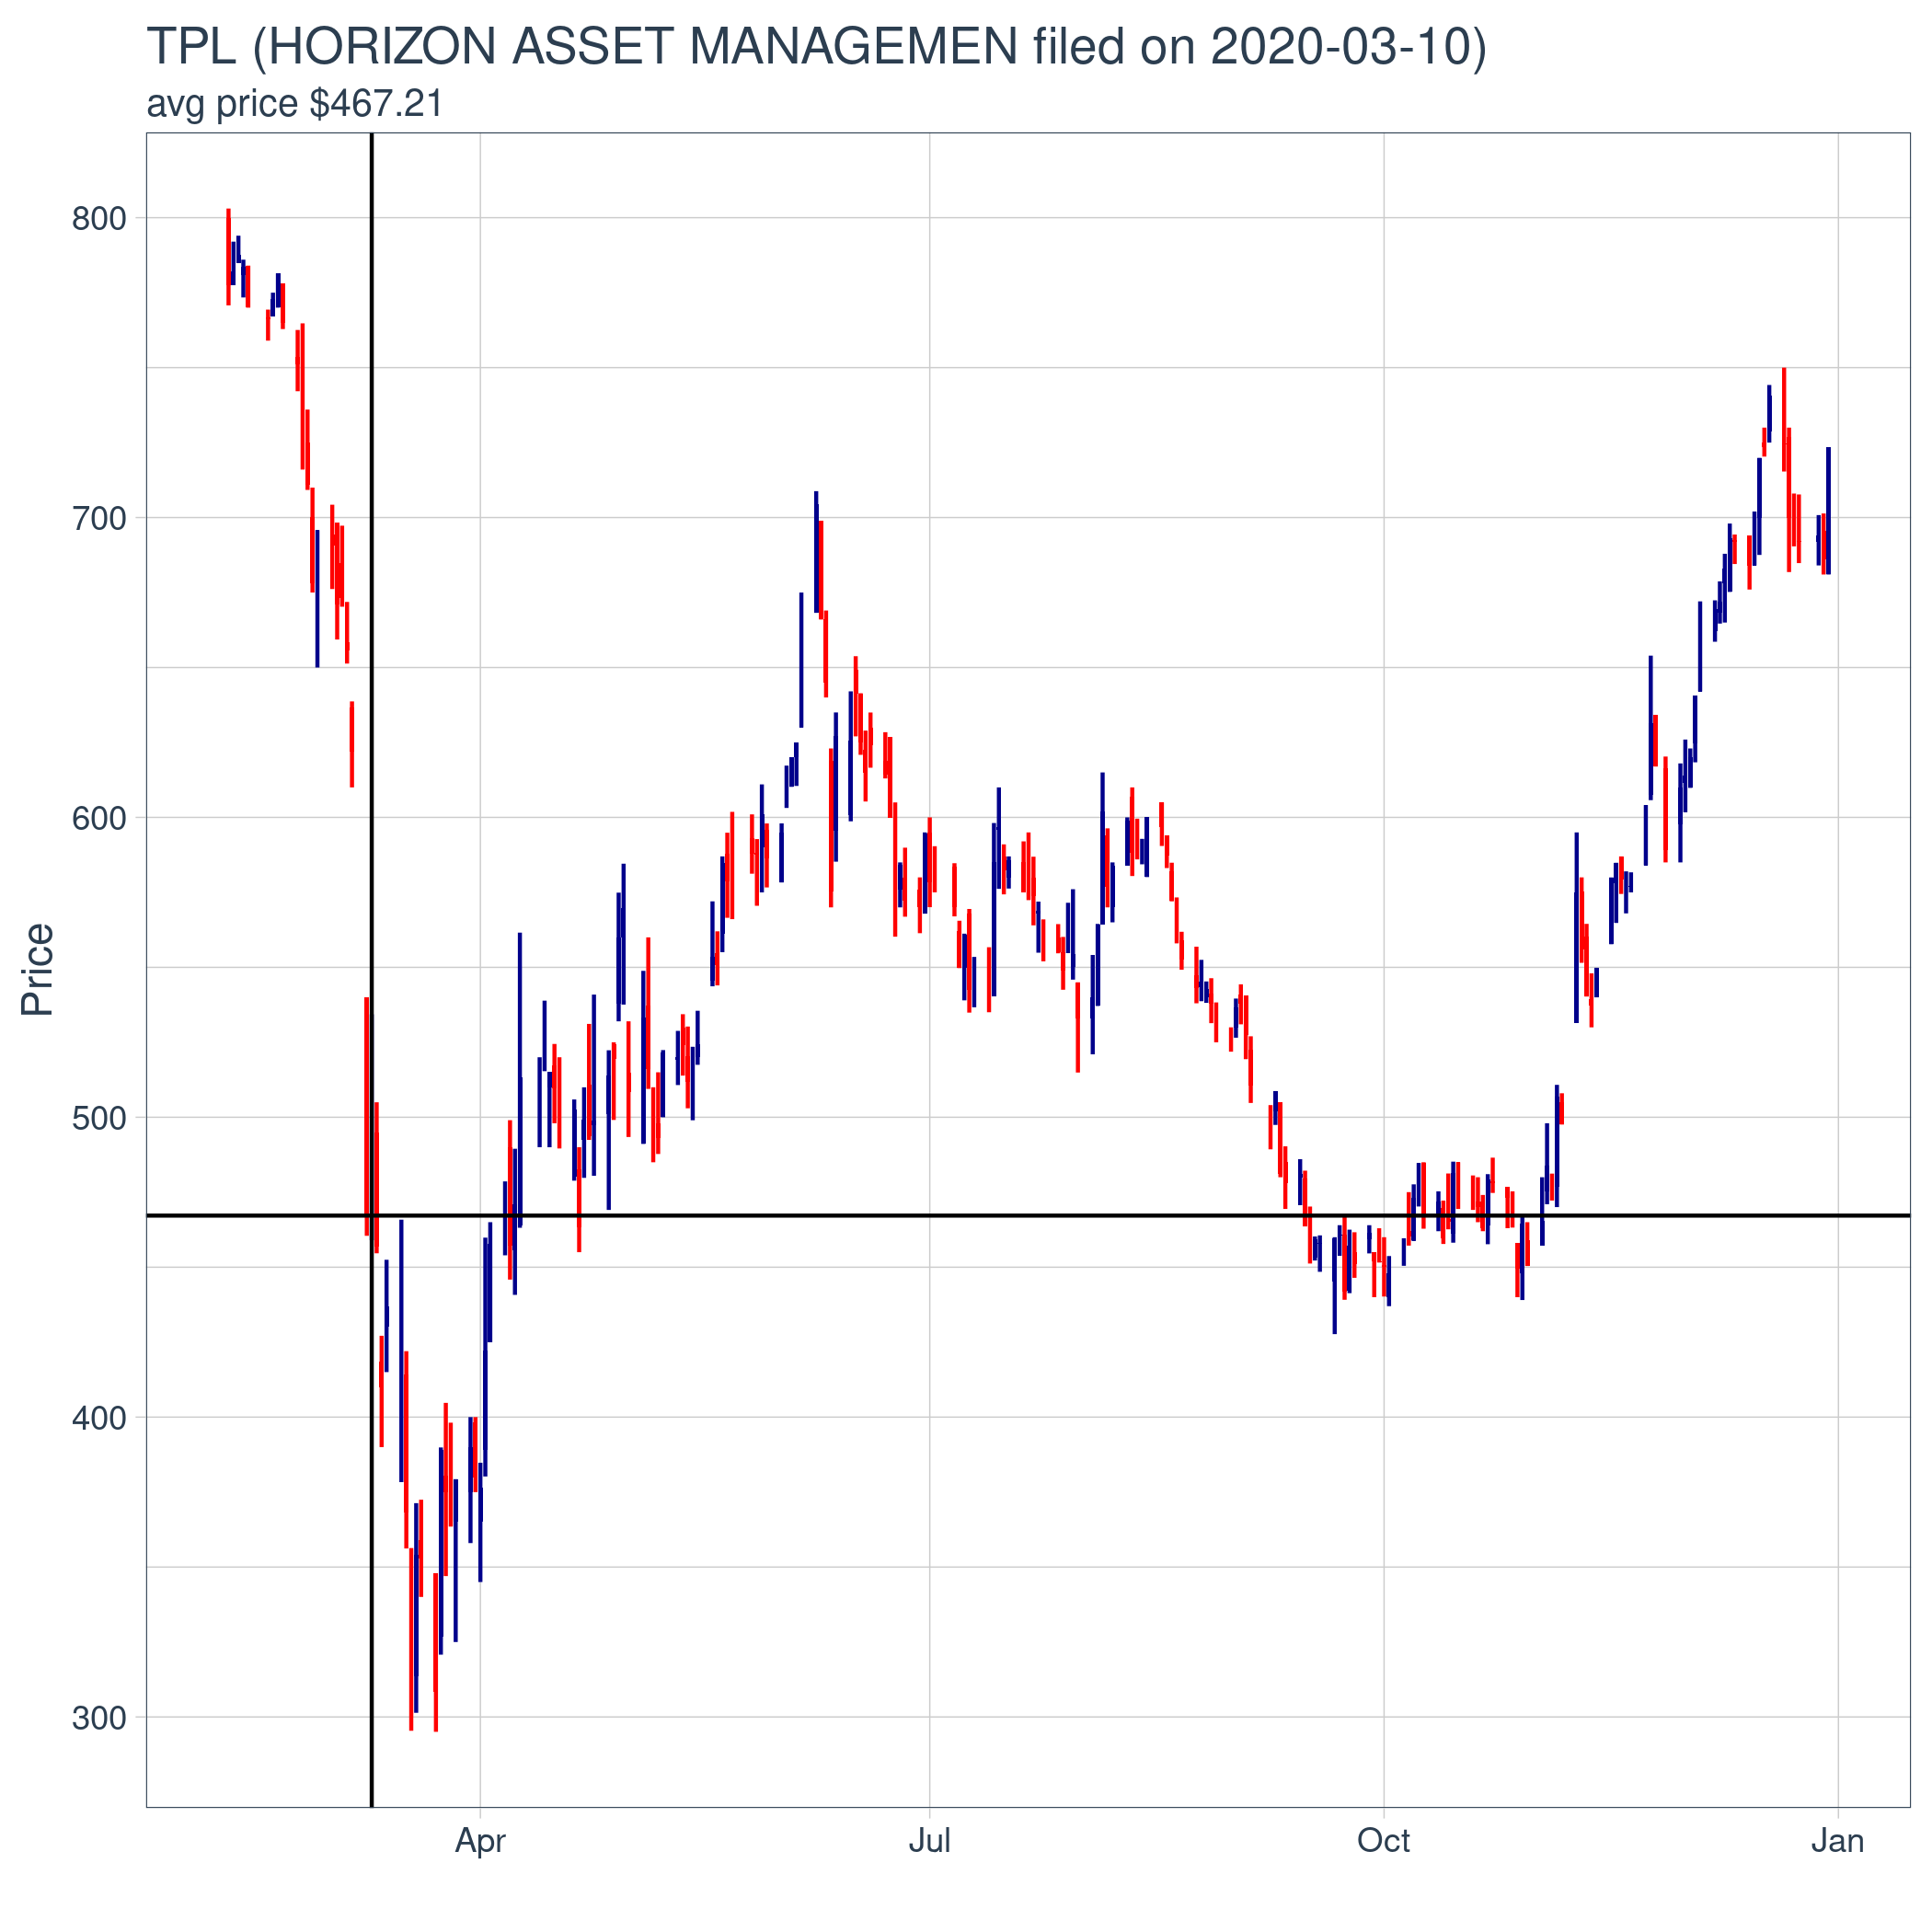 TPL (HORIZON ASSET MANAGEMEN filed on 2020-03-10)
avg price $467.21
800
700
600
500
400
300
Price
Apr Jul Oct Jan